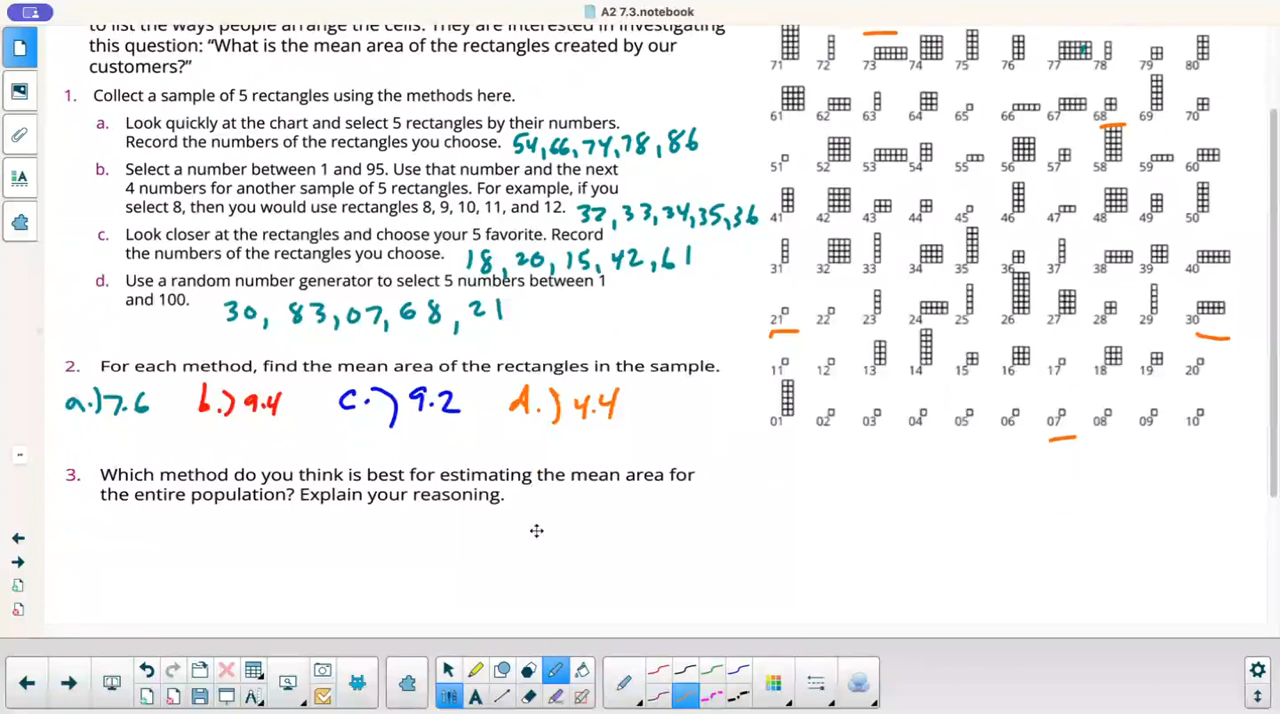 A2 7.3.notebook
to list the ways people arrange the cells. They are interested in investigating
this question: “What is the mean area of the rectangles created by our
customers?”
1. Collect a sample of 5 rectangles using the methods here.
a. Look quickly at the chart and select 5 rectangles by their numbers.
Record the numbers of the rectangles you choose. 54, 66, 74, 78, 86
b. Select a number between 1 and 95. Use that number and the next
4 numbers for another sample of 5 rectangles. For example, if you
select 8, then you would use rectangles 8, 9, 10, 11, and 12. 32, 33, 34, 35, 36
c. Look closer at the rectangles and choose your 5 favorite. Record
the numbers of the rectangles you choose. 18, 20, 15, 42, 61
d. Use a random number generator to select 5 numbers between 1
and 100. 30, 83, 07, 68, 21
2. For each method, find the mean area of the rectangles in the sample.
a.) 7.6 b.) 9.4 c.) 9.2 d.) 4.4
3. Which method do you think is best for estimating the mean area for
the entire population? Explain your reasoning.
71 72 73 74 75 76 77 78 79 80
61 62 63 64 65 66 67 68 69 70
51 52 53 54 55 56 57 58 59 60
41 42 43 44 45 46 47 48 49 50
31 32 33 34 35 36 37 38 39 40
21 22 23 24 25 26 27 28 29 30
11 12 13 14 15 16 17 18 19 20
01 02 03 04 05 06 07 08 09 10